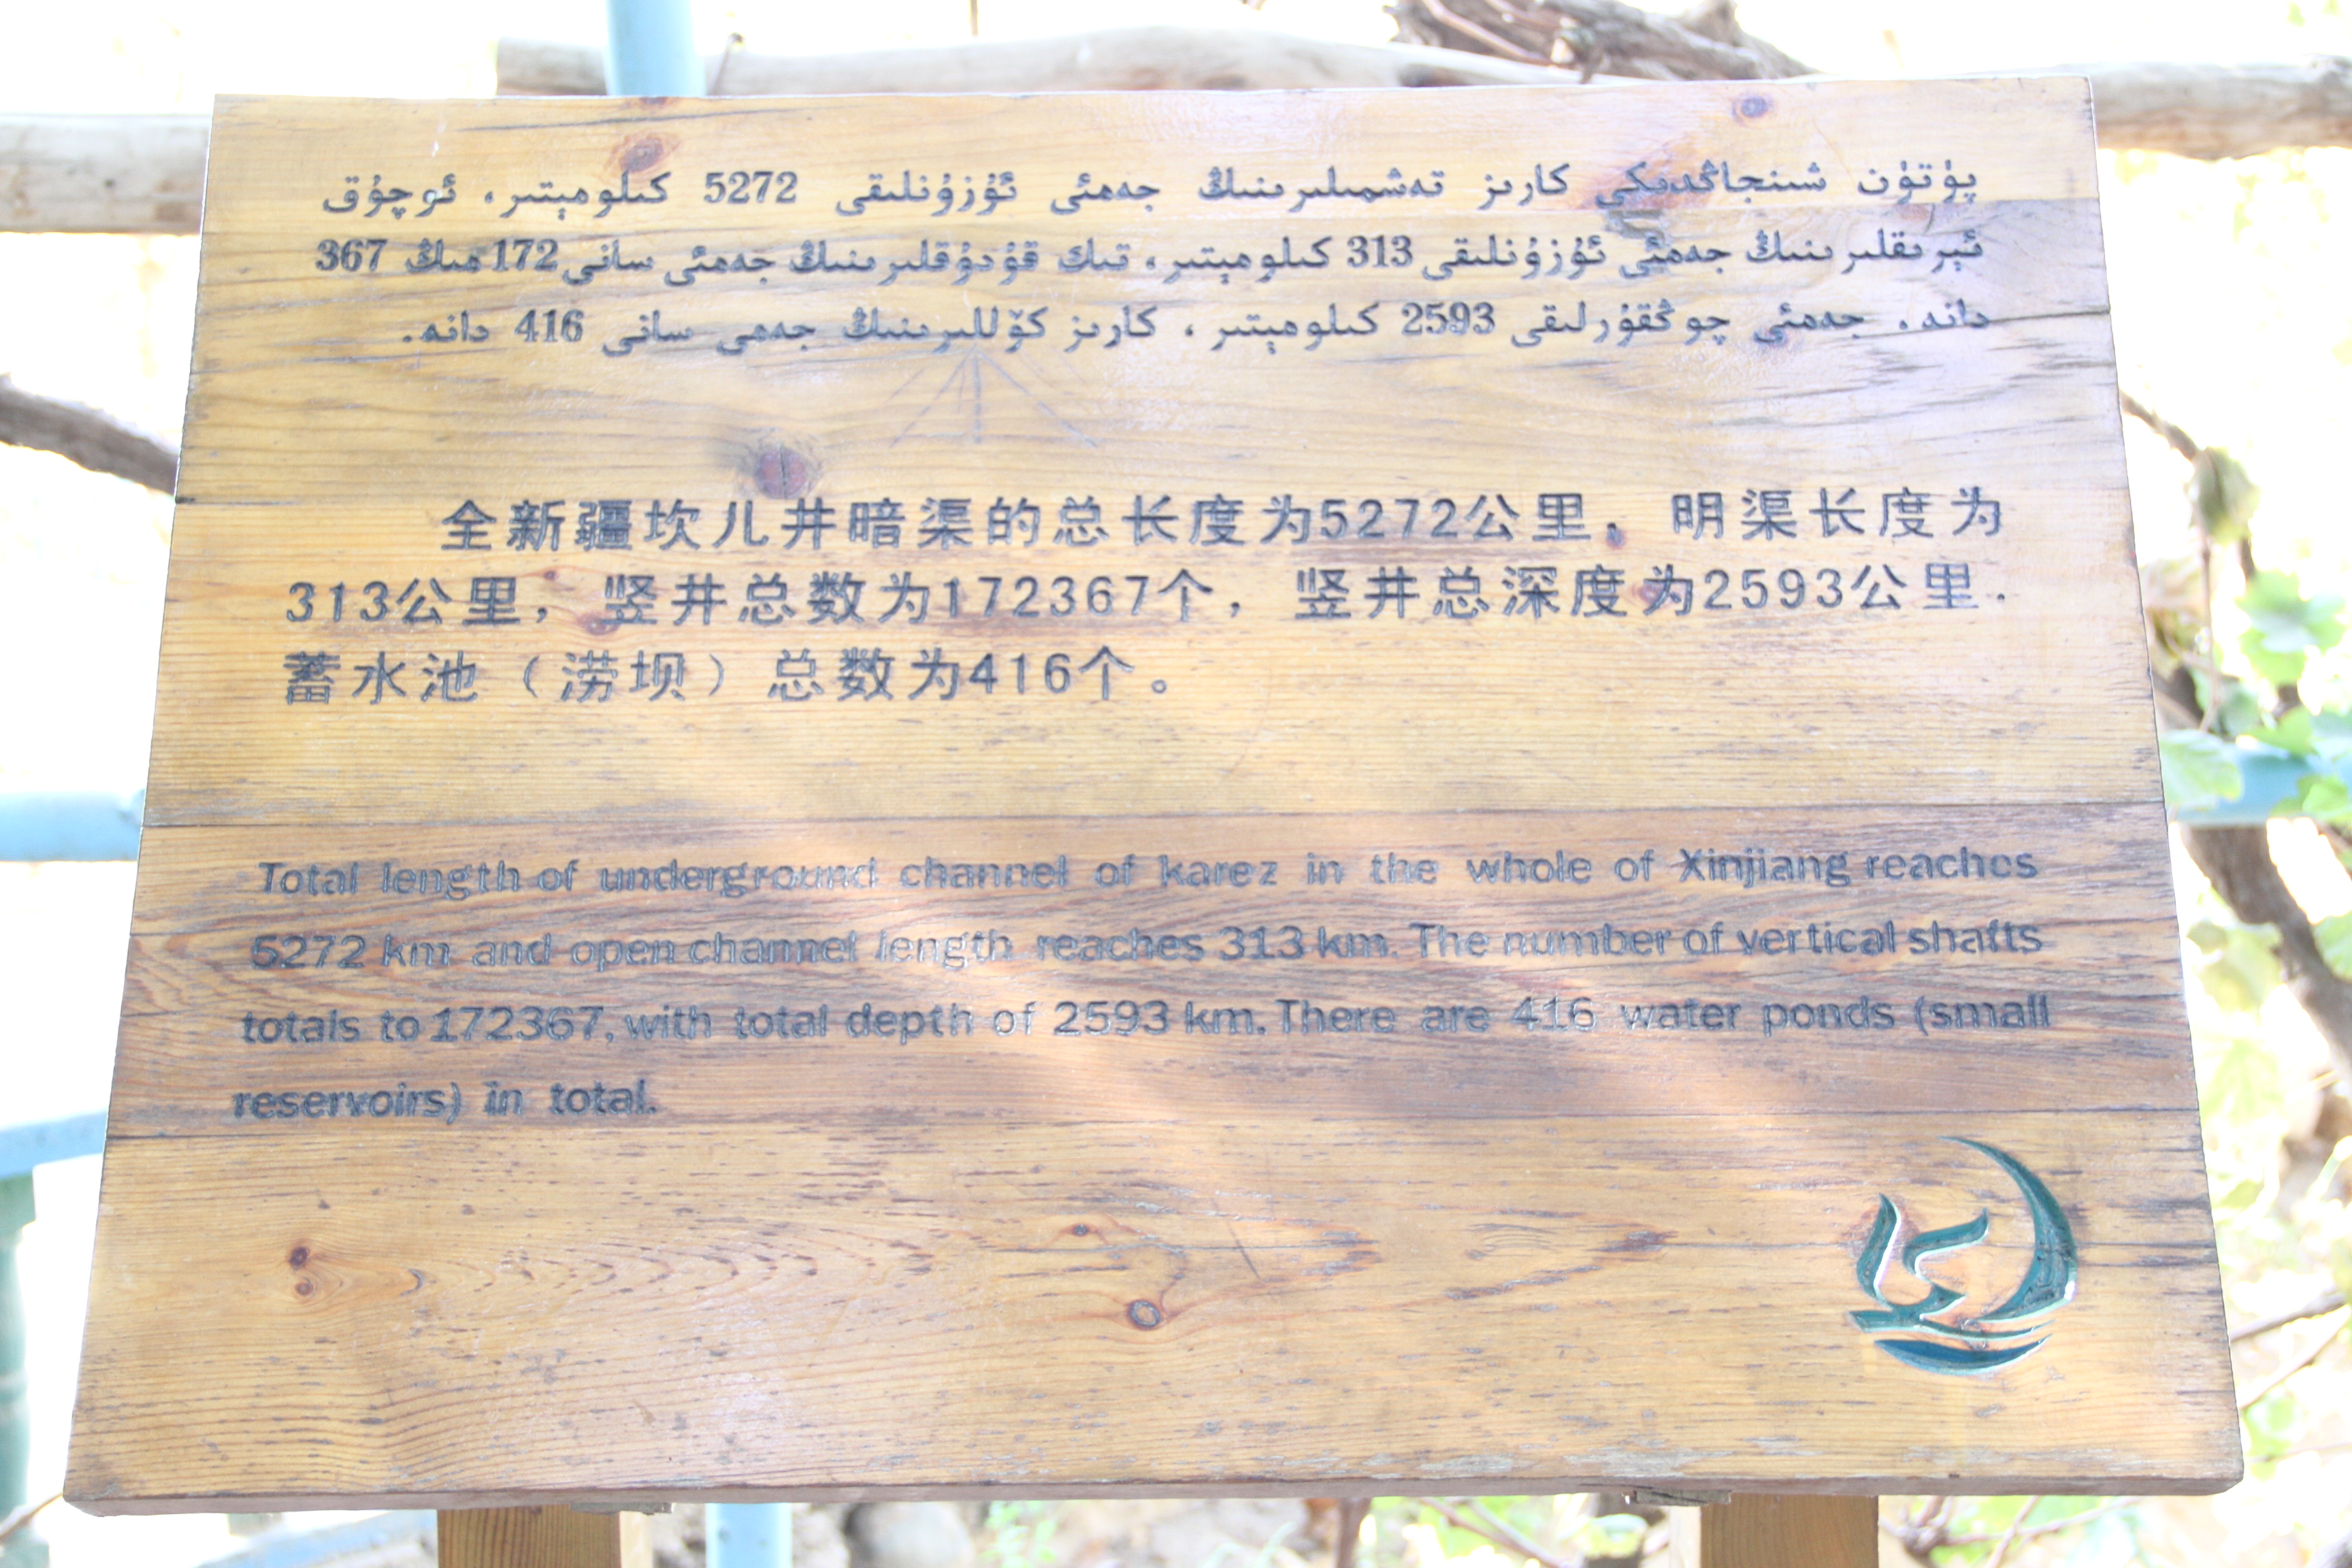 پۈتۈن شىنجاڭدىكى كارىز تەشمىلىرىنىڭ جەمئى ئۇزۇنلىقى 5272 كىلومېتىر، ئوچۇق
ئېرىقلىرىنىڭ جەمئى ئۇزۇنلىقى 313 كىلومېتىر، تىك قۇدۇقلىرىنىڭ جەمئى سانى 172 مىڭ 367
دانە. جەمئى چوڭقۇرلىقى 2593 كىلومېتىر، كارىز كۆللىرىنىڭ جەمى سانى 416 دانە.
全新疆坎儿井暗渠的总长度为5272公里，明渠长度为
313公里，竖井总数为172367个，竖井总深度为2593公里.
蓄水池（涝坝）总数为416个。
Total length of underground channel of karez in the whole of Xinjiang reaches
5272 km and open channel length reaches 313 km. The number of vertical shafts
totals to 172367, with total depth of 2593 km. There are 416 water ponds (small
reservoirs) in total.